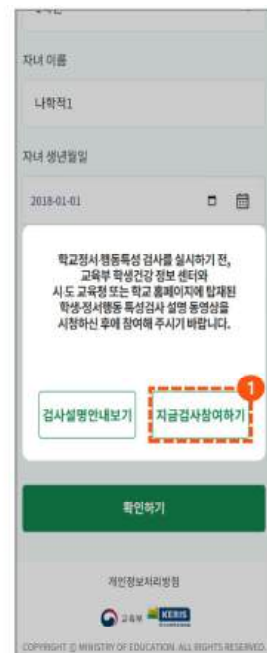 자녀 이름
나학적1
자녀 생년월일
2018-01-01
학교정서·행동특성 검사를 실시하기 전,
교육부 학생건강 정보 센터와
시·도 교육청 또는 학교 홈페이지에 탑재된
학생·정서행동 특성검사 설명 동영상을
시청하신 후에 참여해 주시기 바랍니다.
1
검사설명안내보기 지금검사참여하기
확인하기
개인정보처리방침
교육부 KERIS
COPYRIGHT © MINISTRY OF EDUCATION. ALL RIGHTS RESERVED.